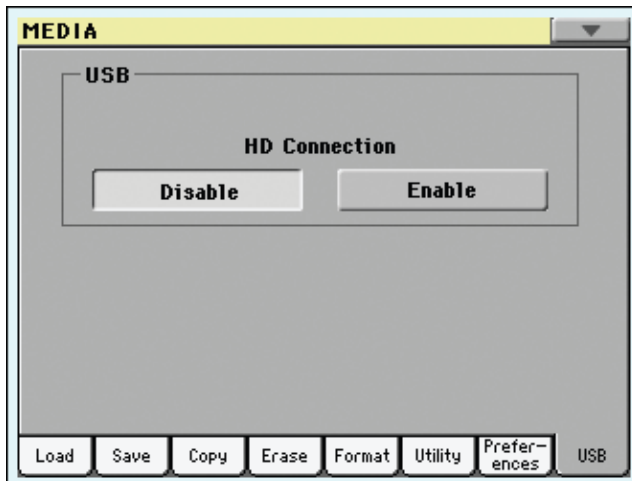 MEDIA
USB
HD Connection
Disable Enable
Load Save Copy Erase Format Utility Prefer-
ences USB